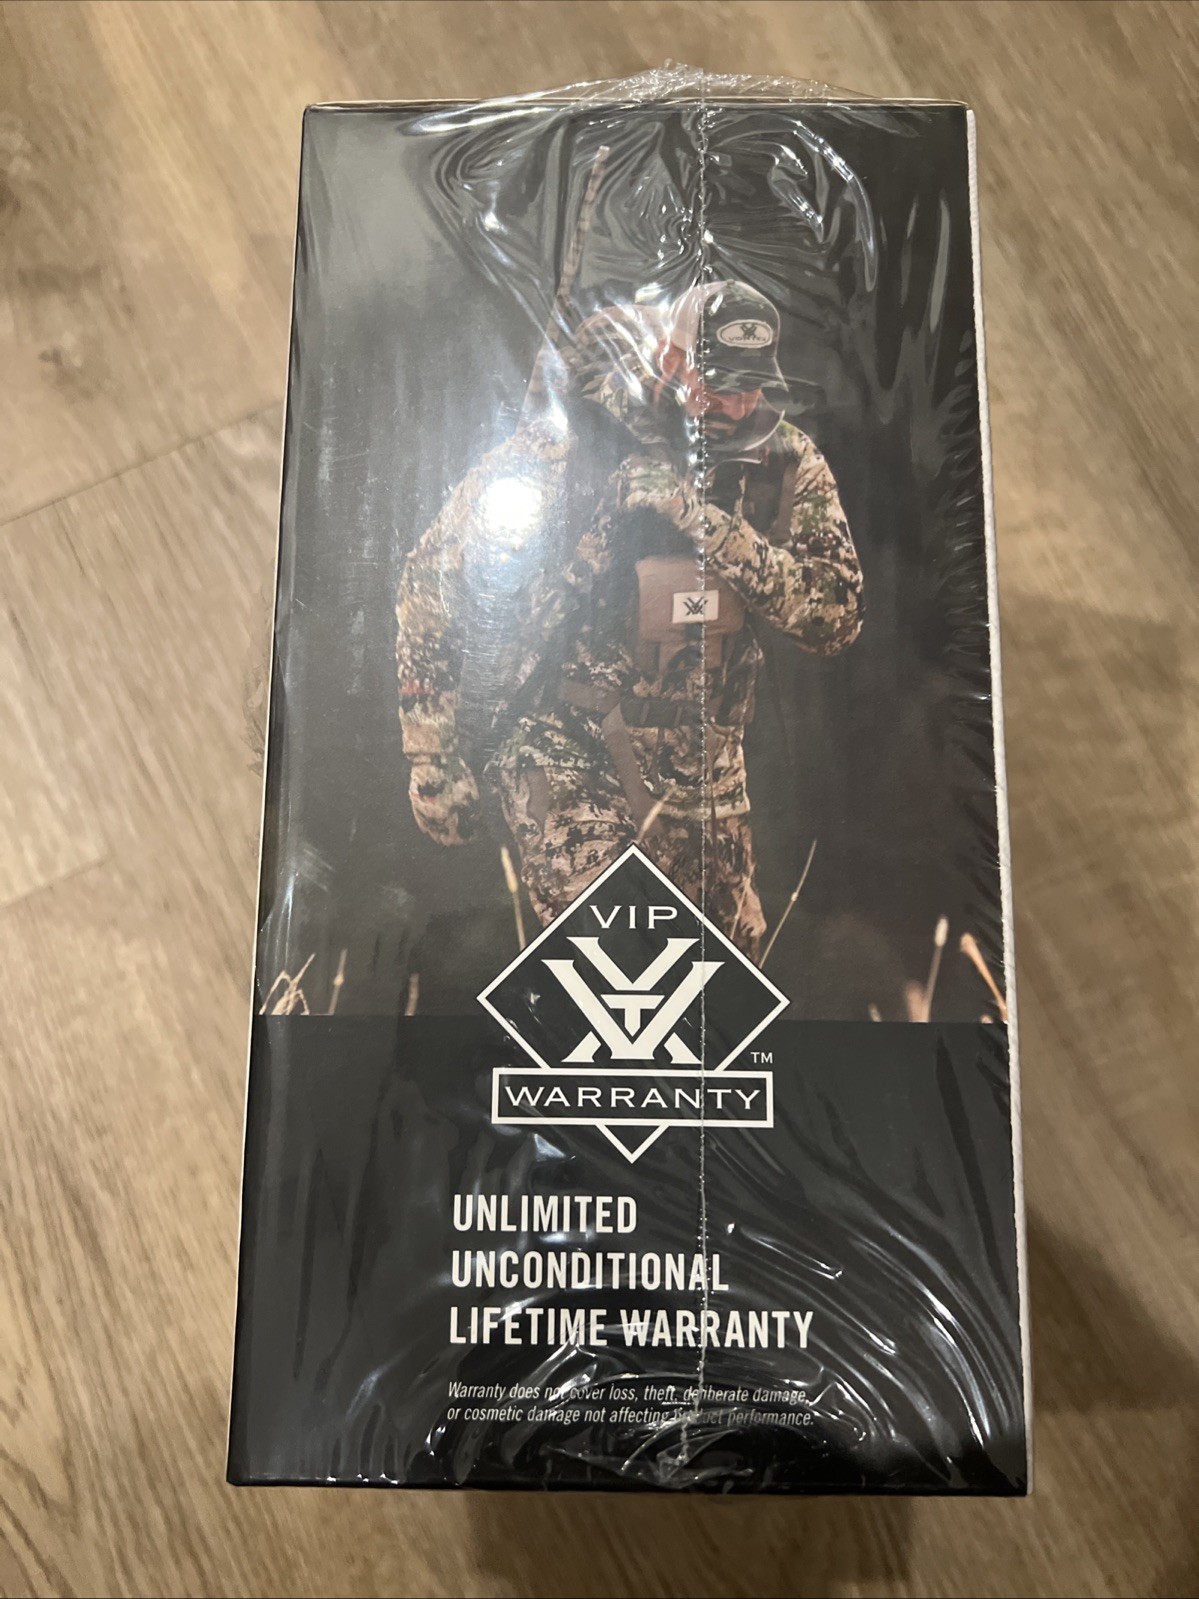 VORTEX
VIP
WARRANTY
TM
UNLIMITED
UNCONDITIONAL
LIFETIME WARRANTY
Warranty does not cover loss, theft, deliberate damage,
or cosmetic damage not affecting product performance.